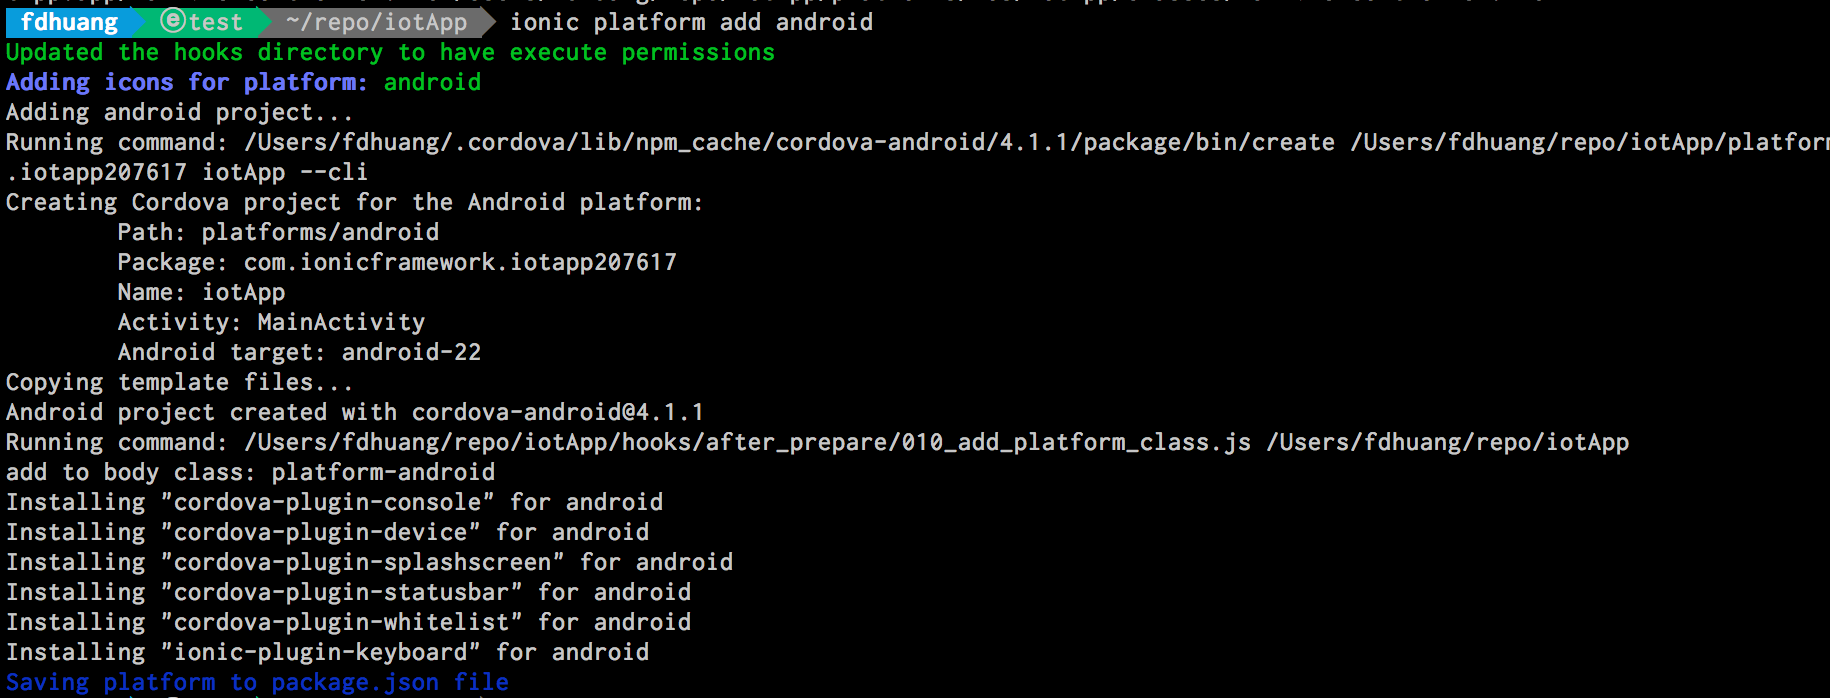 fdhuang ⓔtest ~/repo/iotApp ionic platform add android
Updated the hooks directory to have execute permissions
Adding icons for platform: android
Adding android project...
Running command: /Users/fdhuang/.cordova/lib/npm_cache/cordova-android/4.1.1/package/bin/create /Users/fdhuang/repo/iotApp/platfor
.iotapp207617 iotApp --cli
Creating Cordova project for the Android platform:
Path: platforms/android
Package: com.ionicframework.iotapp207617
Name: iotApp
Activity: MainActivity
Android target: android-22
Copying template files...
Android project created with cordova-android@4.1.1
Running command: /Users/fdhuang/repo/iotApp/hooks/after_prepare/010_add_platform_class.js /Users/fdhuang/repo/iotApp
add to body class: platform-android
Installing "cordova-plugin-console" for android
Installing "cordova-plugin-device" for android
Installing "cordova-plugin-splashscreen" for android
Installing "cordova-plugin-statusbar" for android
Installing "cordova-plugin-whitelist" for android
Installing "ionic-plugin-keyboard" for android
Saving platform to package.json file